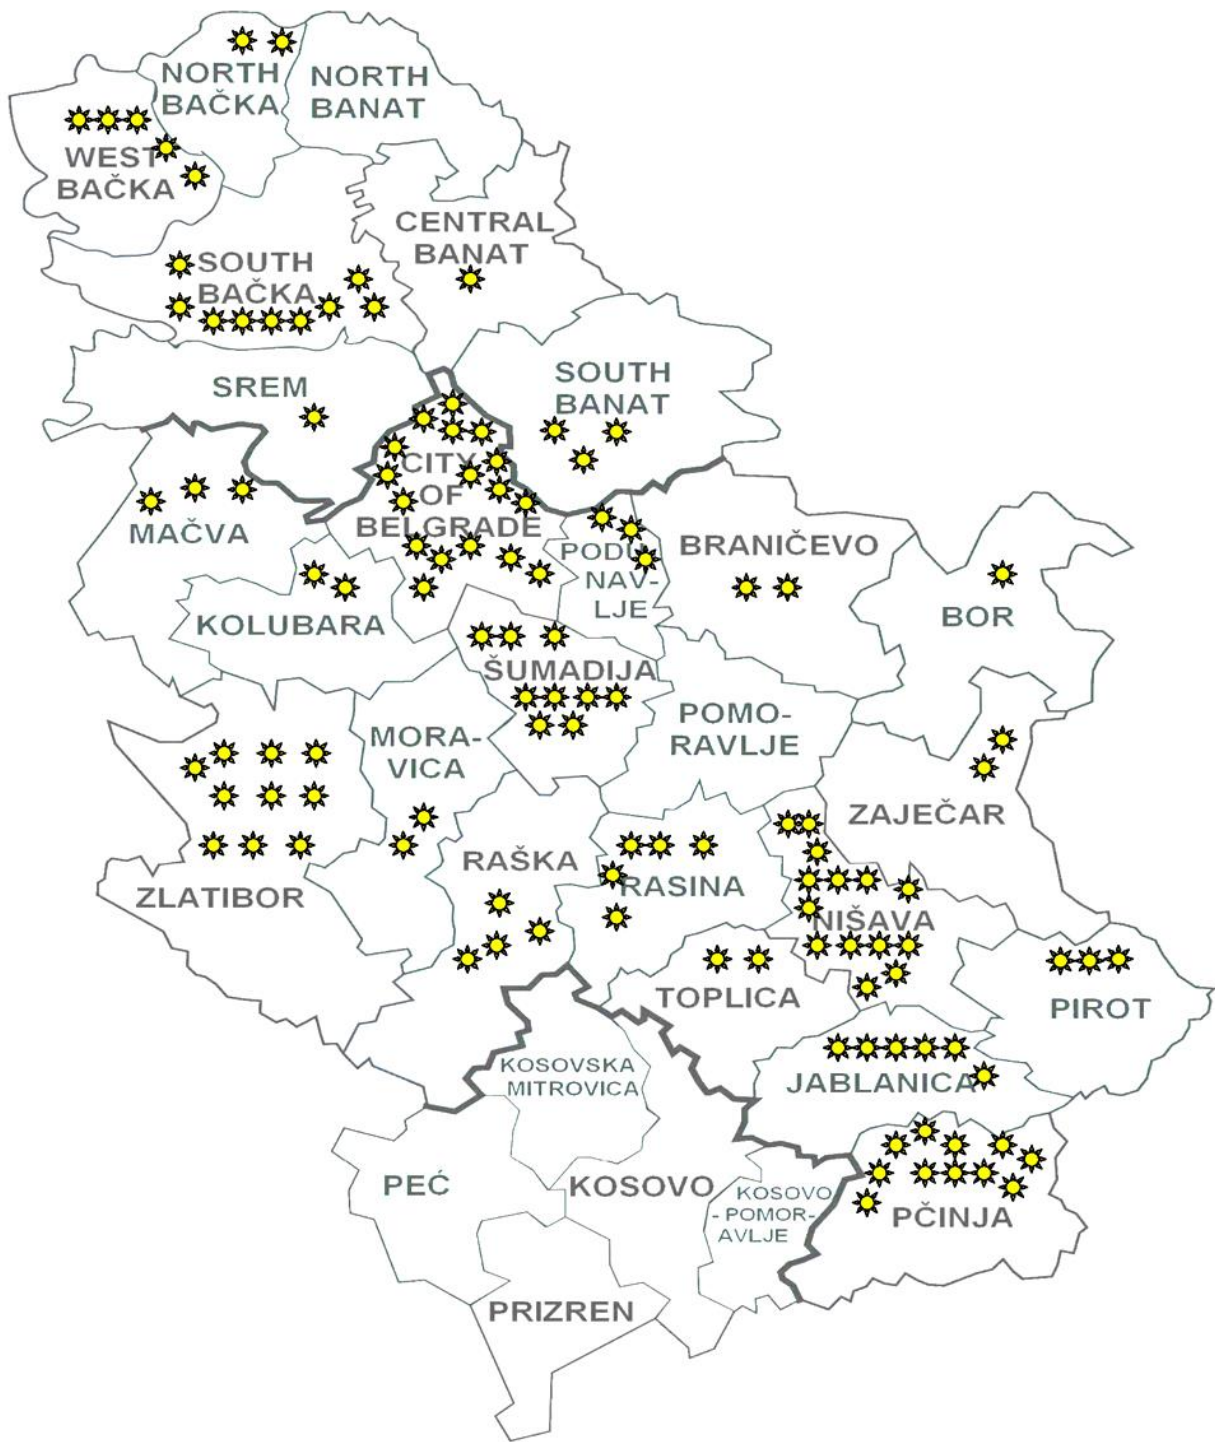 NORTH
BAČKA
NORTH
BANAT
WEST
BAČKA
CENTRAL
BANAT
SOUTH
BAČKA
SREM
SOUTH
BANAT
CITY
OF
BELGRADE
MAČVA
PODU
NAV-
LJE
BRANIČEVO
KOLUBARA
BOR
ŠUMADIJA
MORA-
VICA
POMO-
RAVLJE
ZAJEČAR
ZLATIBOR
RAŠKA
RASINA
NIŠAVA
TOPLICA
PIROT
KOSOVSKA
MITROVICA
JABLANICA
PEĆ
KOSOVO
KOSOVO
- POMOR-
AVLJE
PČINJA
PRIZREN